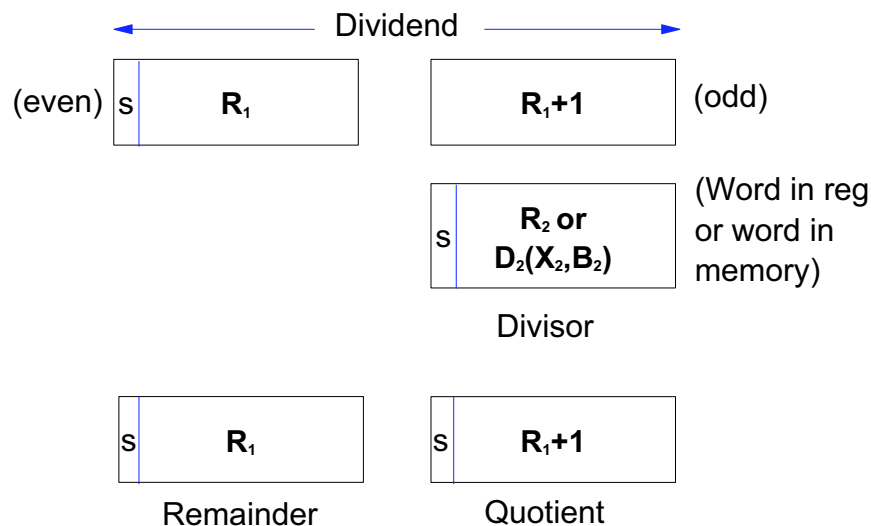 Dividend
(even) s R₁ R₁+1 (odd)
s R₂ or
D₂(X₂,B₂)
(Word in reg
or word in
memory)
Divisor
s R₁ s R₁+1
Remainder Quotient